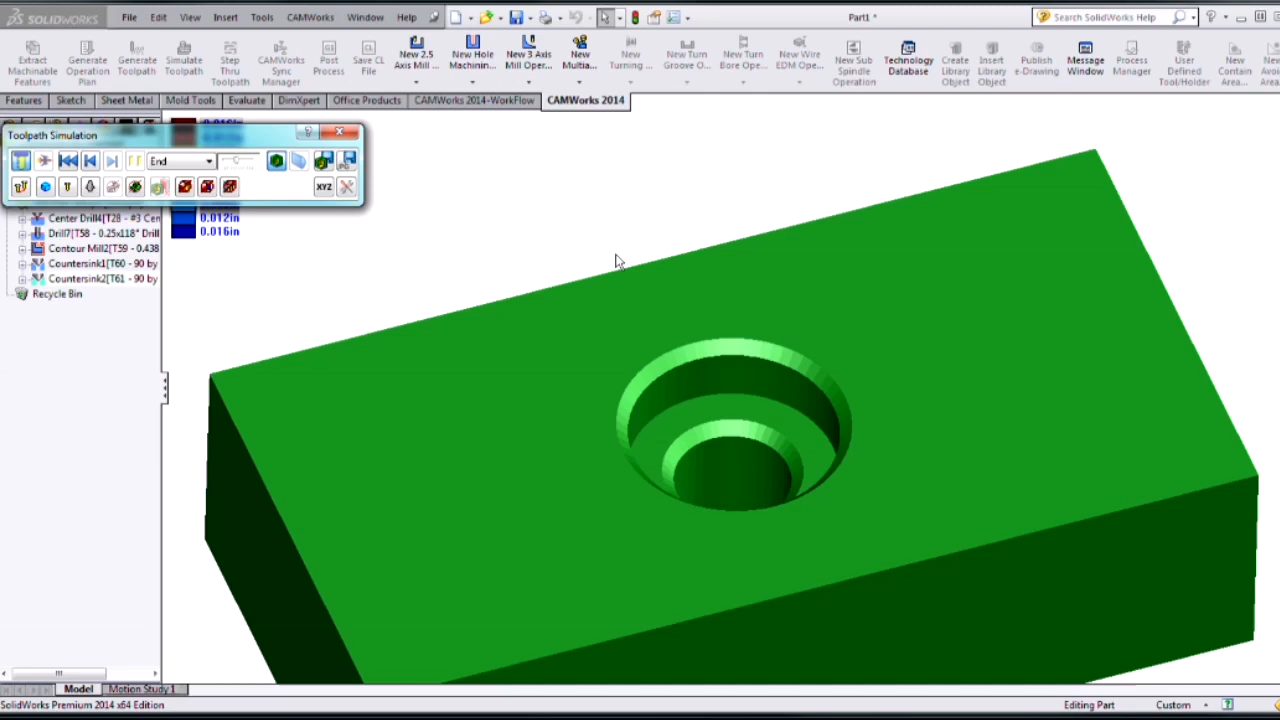 SOLIDWORKS File Edit View Insert Tools CAMWorks Window Help Part1 * Search SolidWorks Help
Extract Machinable Features
Generate Operation Plan
Generate Toolpath
Simulate Toolpath
Step Thru Toolpath
CAMWorks Sync Manager
Post Process
Save CL File
New 2.5 Axis Mill ...
New Hole Machinin...
New 3 Axis Mill Oper...
New Multia...
New Turning ...
New Turn Groove O...
New Turn Bore Ope...
New Wire EDM Ope...
New Sub Spindle Operation
Technology Database
Create Library Object
Insert Library Object
Publish e-Drawing
Message Window
Process Manager
User Defined Tool/Holder
New Contain Area...
Features Sketch Sheet Metal Mold Tools Evaluate DimXpert Office Products CAMWorks 2014-WorkFlow CAMWorks 2014
Toolpath Simulation
End
XYZ
Center Drill4[T28 - #3 Cen
Drill7[T58 - 0.25x118° Drill
Contour Mill2[T59 - 0.438
Countersink1[T60 - 90 by
Countersink2[T61 - 90 by
Recycle Bin
0.012in
0.016in
Model Motion Study 1
SolidWorks Premium 2014 x64 Edition Editing Part Custom